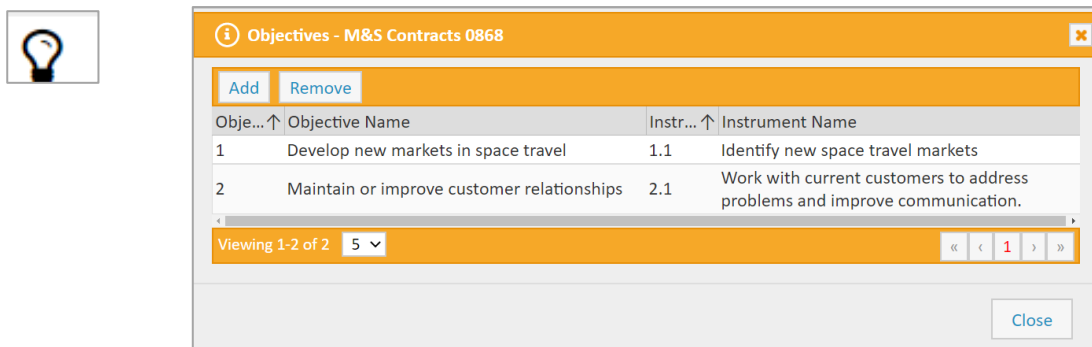 Objectives - M&S Contracts 0868
Add Remove
Obje...↑ Objective Name Instr... ↑ Instrument Name
1 Develop new markets in space travel 1.1 Identify new space travel markets
2 Maintain or improve customer relationships 2.1 Work with current customers to address
problems and improve communication.
Viewing 1-2 of 2 5 « ‹ 1 › »
Close